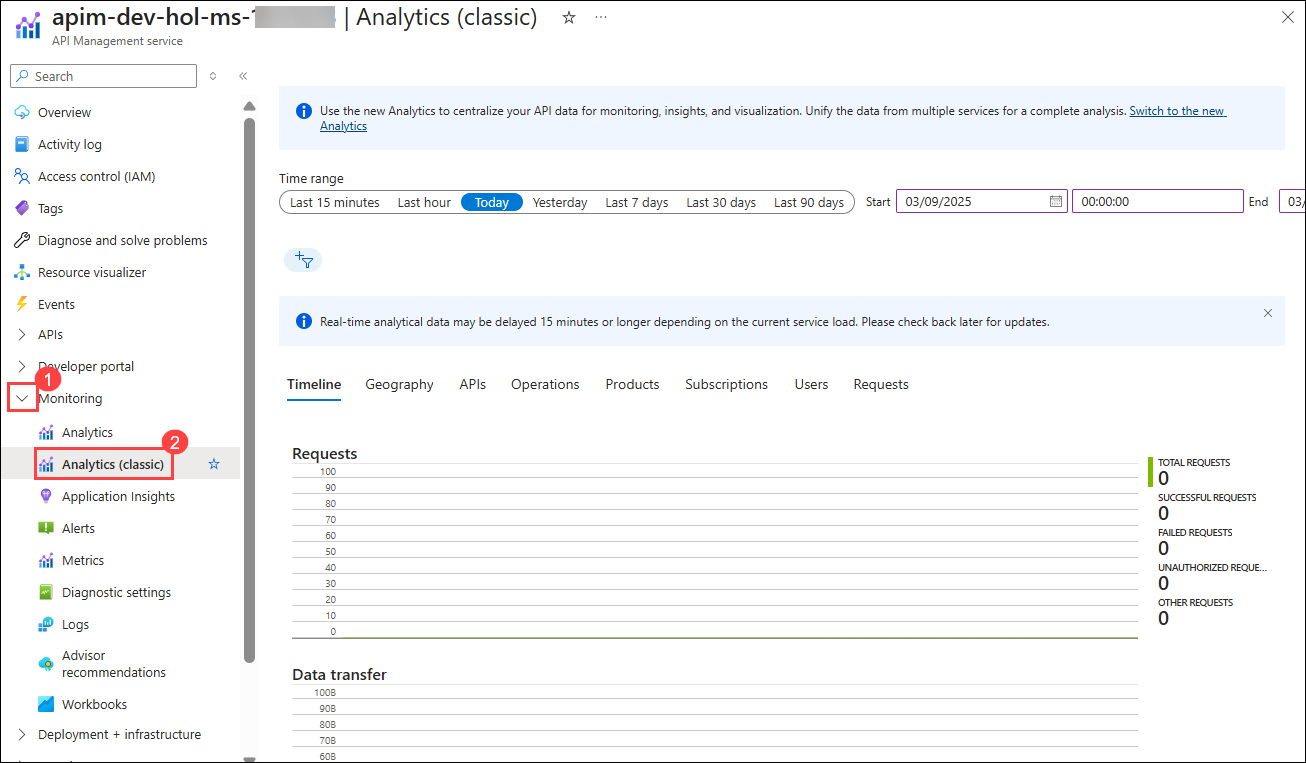 apim-dev-hol-ms- | Analytics (classic)
API Management service
Search
Overview
Activity log
Access control (IAM)
Tags
Diagnose and solve problems
Resource visualizer
Events
APIs
Developer portal
1
Monitoring
Analytics
2
Analytics (classic)
Application Insights
Alerts
Metrics
Diagnostic settings
Logs
Advisor
recommendations
Workbooks
Deployment + infrastructure
Use the new Analytics to centralize your API data for monitoring, insights, and visualization. Unify the data from multiple services for a complete analysis. Switch to the new
Analytics
Time range
Last 15 minutes Last hour Today Yesterday Last 7 days Last 30 days Last 90 days Start 03/09/2025 00:00:00 End 03/
Real-time analytical data may be delayed 15 minutes or longer depending on the current service load. Please check back later for updates.
Timeline Geography APIs Operations Products Subscriptions Users Requests
Requests
100
90
80
70
60
50
40
30
20
10
0
TOTAL REQUESTS
0
SUCCESSFUL REQUESTS
0
FAILED REQUESTS
0
UNAUTHORIZED REQUE...
0
OTHER REQUESTS
0
Data transfer
100B
90B
80B
70B
60B